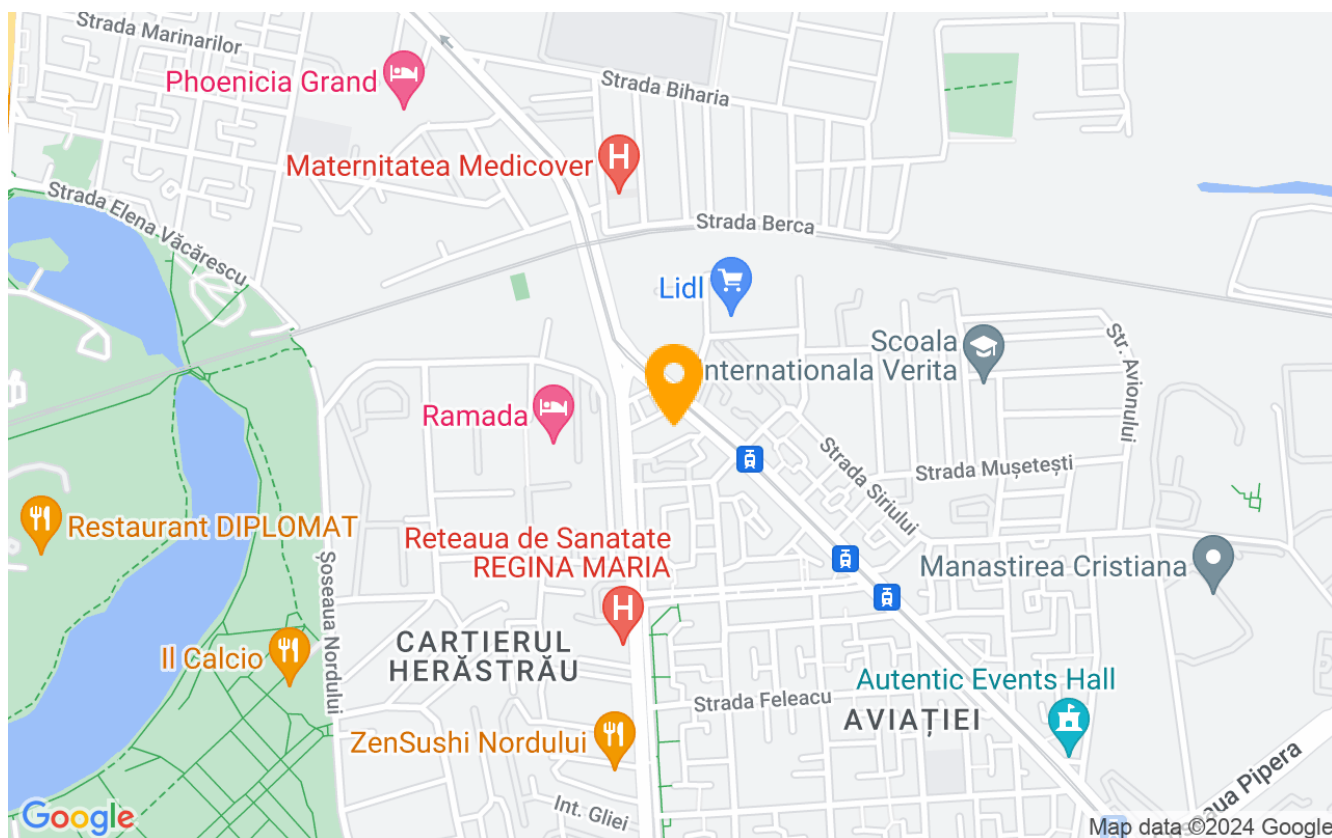 Strada Marinarilor
Phoenicia Grand
Strada Biharia
Maternitatea Medicover
Strada Elena Văcărescu
Strada Berca
Lidl
Scoala
Internationala Verita
Str. Avionului
Ramada
Strada Mușetești
Strada Siriului
Restaurant DIPLOMAT
Reteaua de Sanatate
REGINA MARIA
Manastirea Cristiana
Șoseaua Nordului
CARTIERUL
HERĂSTRĂU
Il Calcio
Autentic Events Hall
Strada Feleacu
AVIAȚIEI
ZenSushi Nordului
Int. Gliei
aua Pipera
Google
Map data ©2024 Google